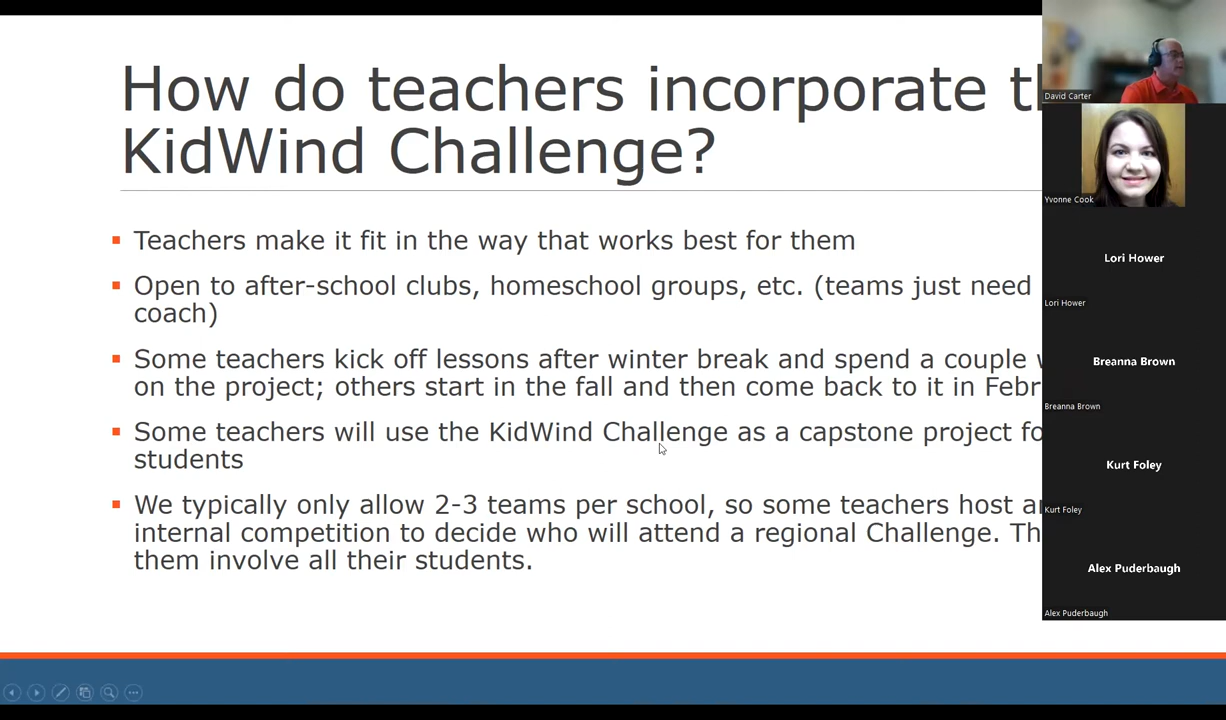 How do teachers incorporate
KidWind Challenge?
Teachers make it fit in the way that works best for them
Open to after-school clubs, homeschool groups, etc. (teams just need
coach)
Some teachers kick off lessons after winter break and spend a couple
on the project; others start in the fall and then come back to it in Febr
Some teachers will use the KidWind Challenge as a capstone project fo
students
We typically only allow 2-3 teams per school, so some teachers host an
internal competition to decide who will attend a regional Challenge. Th
them involve all their students.
David Carter
Yvonne Cook
Lori Hower
Lori Hower
Breanna Brown
Breanna Brown
Kurt Foley
Kurt Foley
Alex Puderbaugh
Alex Puderbaugh